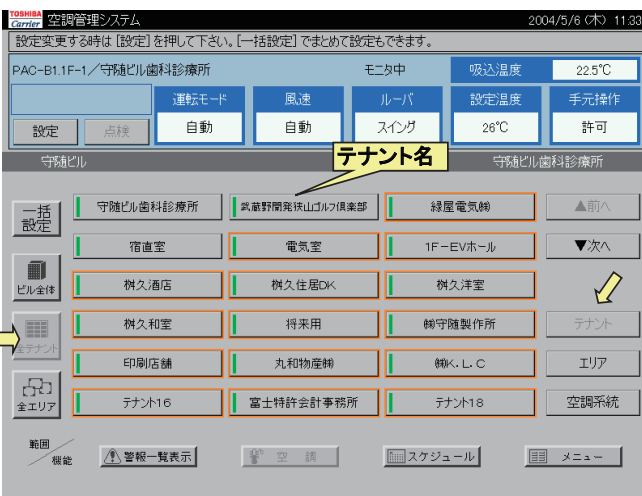 TOSHIBA
Carrier 空調管理システム 2004/5/6 (木) 11:33
設定変更する時は [設定] を押して下さい。[一括設定] でまとめて設定もできます。
PAC-B1.1F-1／守随ビル歯科診療所 モニタ中 吸込温度 22.5℃
運転モード 風速 ルーバ 設定温度 手元操作
設定 点検 自動 自動 スイング 26℃ 許可
守随ビル テナント名 守随ビル歯科診療所
一括設定 守随ビル歯科診療所 武蔵野開発狭山ゴルフ倶楽部 緑屋電気㈱ ▲前へ
宿直室 電気室 1F-EVホール ▼次へ
ビル全体 桝久酒店 桝久住居DK 桝久洋室
全テナント 桝久和室 将来用 ㈱守随製作所 テナント
印刷店舗 丸和物産㈱ ㈱K.L.C エリア
全エリア テナント16 富士特許会計事務所 テナント18 空調系統
範囲／機能 警報一覧表示 空調 スケジュール メニュー